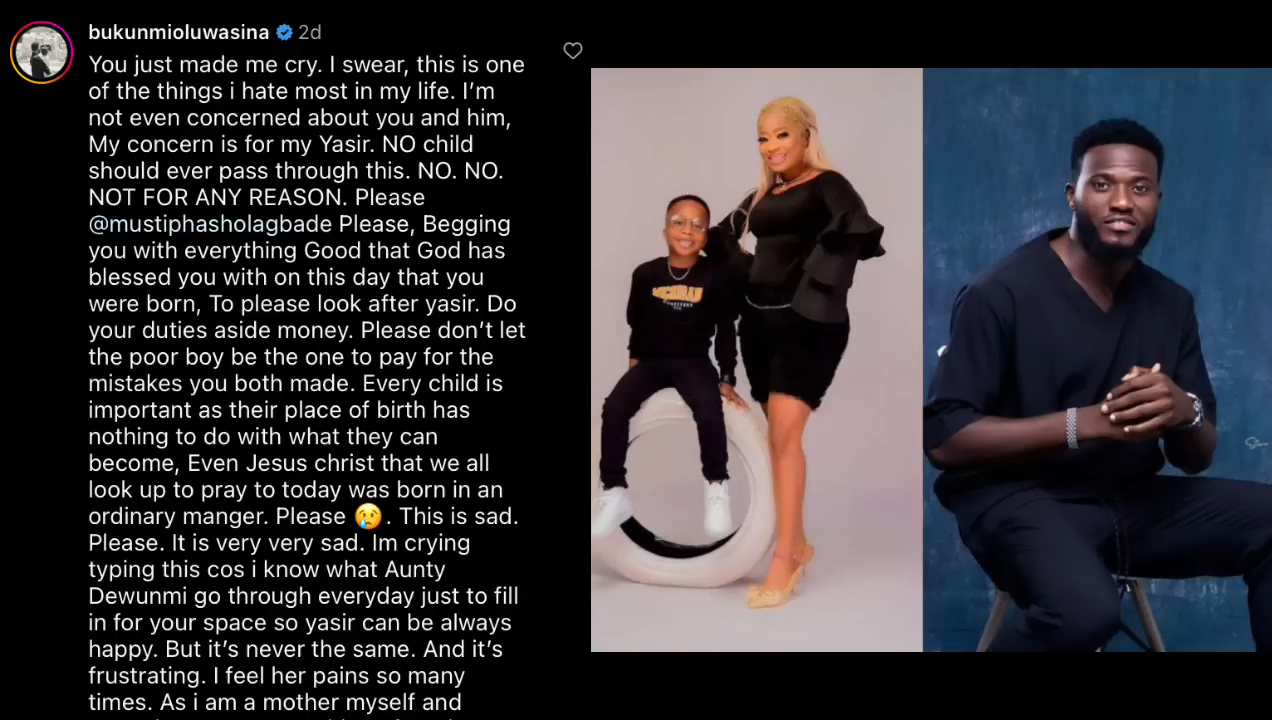 bukunmioluwasina 2d
You just made me cry. I swear, this is one
of the things i hate most in my life. I’m
not even concerned about you and him,
My concern is for my Yasir. NO child
should ever pass through this. NO. NO.
NOT FOR ANY REASON. Please
@mustiphasholagbade Please, Begging
you with everything Good that God has
blessed you with on this day that you
were born, To please look after yasir. Do
your duties aside money. Please don’t let
the poor boy be the one to pay for the
mistakes you both made. Every child is
important as their place of birth has
nothing to do with what they can
become, Even Jesus christ that we all
look up to pray to today was born in an
ordinary manger. Please 😢. This is sad.
Please. It is very very sad. Im crying
typing this cos i know what Aunty
Dewunmi go through everyday just to fill
in for your space so yasir can be always
happy. But it’s never the same. And it’s
frustrating. I feel her pains so many
times. As i am a mother myself and